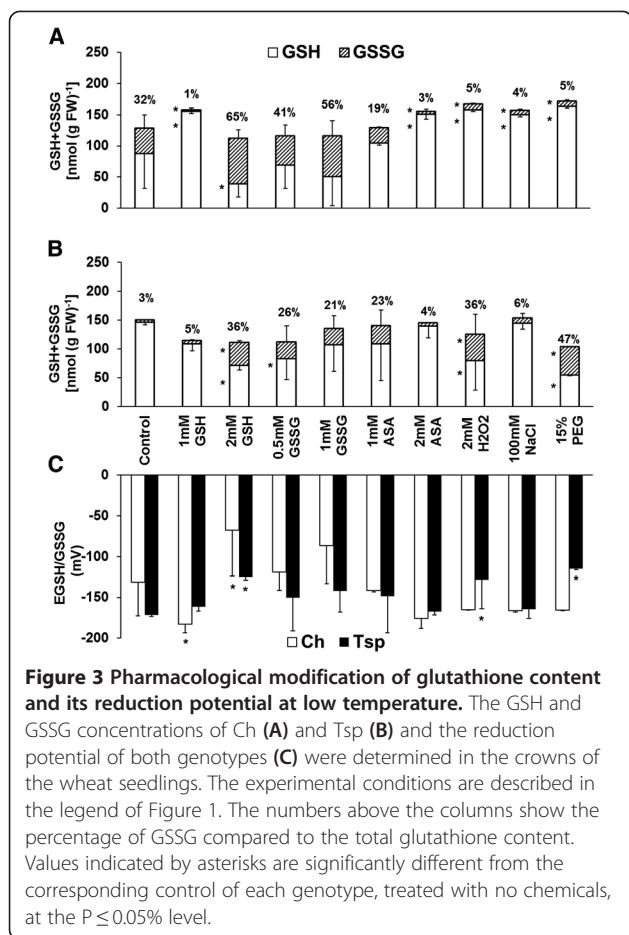 A
GSH GSSG
GSH+GSSG
[nmol (g FW)-1]
250
200
150
100
50
0
32% 1% 65% 41% 56% 19% 3% 5% 4% 5%
* * * * * * * * * * *
B
GSH+GSSG
[nmol (g FW)-1]
250
200
150
100
50
0
3% 5% 36% 26% 21% 23% 4% 36% 6% 47%
* * * * * * *
Control
1mM GSH
2mM GSH
0.5mM GSSG
1mM GSSG
1mM ASA
2mM ASA
2mM H2O2
100mM NaCl
15% PEG
C
EGSH/GSSG
(mV)
0
-50
-100
-150
-200
* * * * *
Ch Tsp
Figure 3 Pharmacological modification of glutathione content
and its reduction potential at low temperature. The GSH and
GSSG concentrations of Ch (A) and Tsp (B) and the reduction
potential of both genotypes (C) were determined in the crowns of
the wheat seedlings. The experimental conditions are described in
the legend of Figure 1. The numbers above the columns show the
percentage of GSSG compared to the total glutathione content.
Values indicated by asterisks are significantly different from the
corresponding control of each genotype, treated with no chemicals,
at the P ≤ 0.05% level.